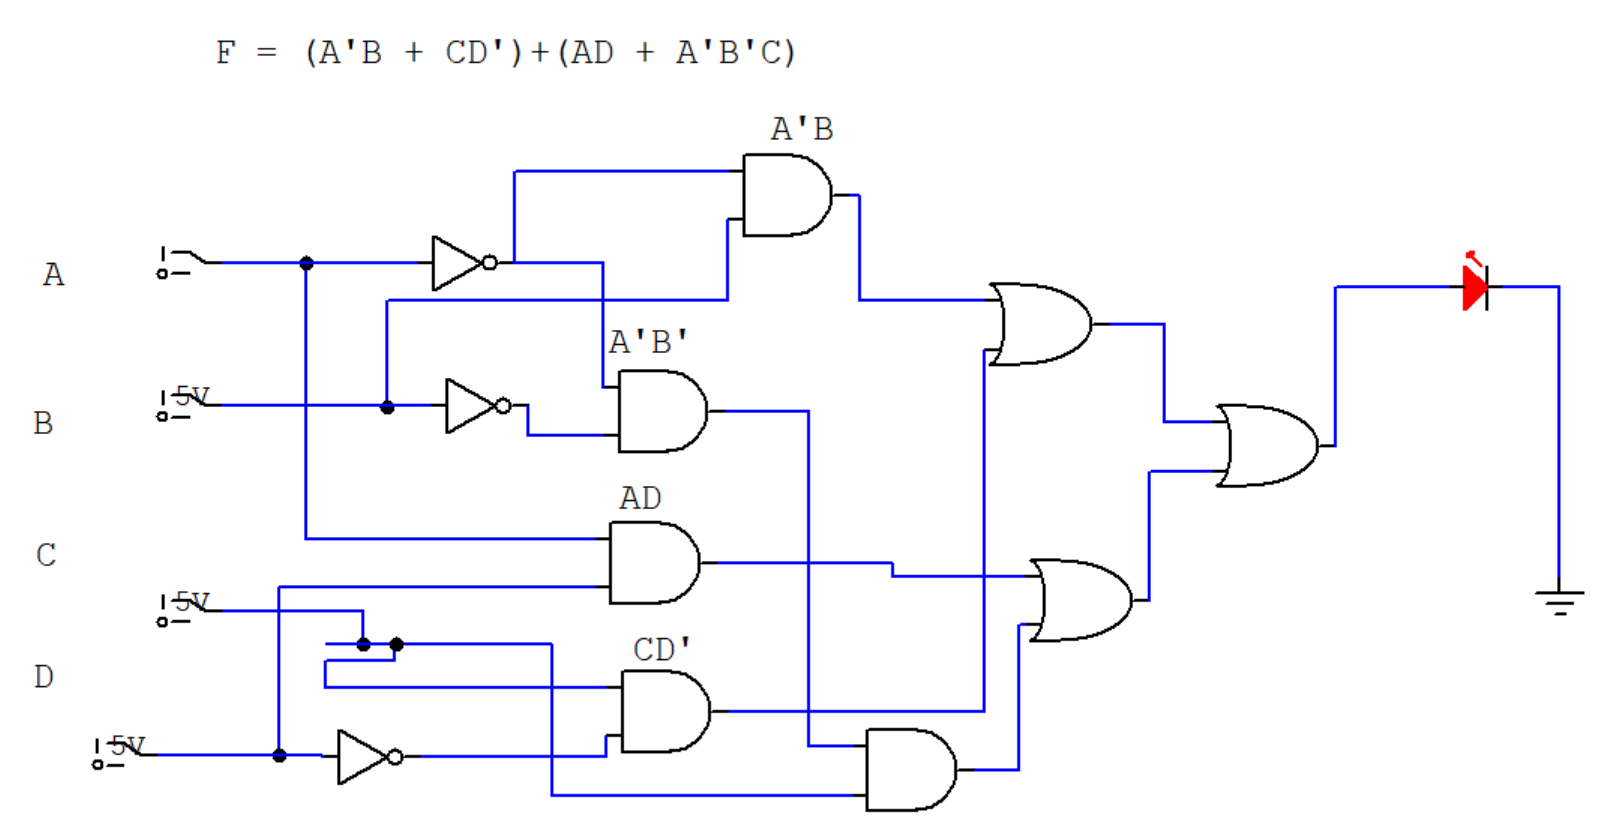 F = (A'B + CD')+(AD + A'B'C)
A'B
A
A'B'
5V
B
AD
C
5V
CD'
D
5V